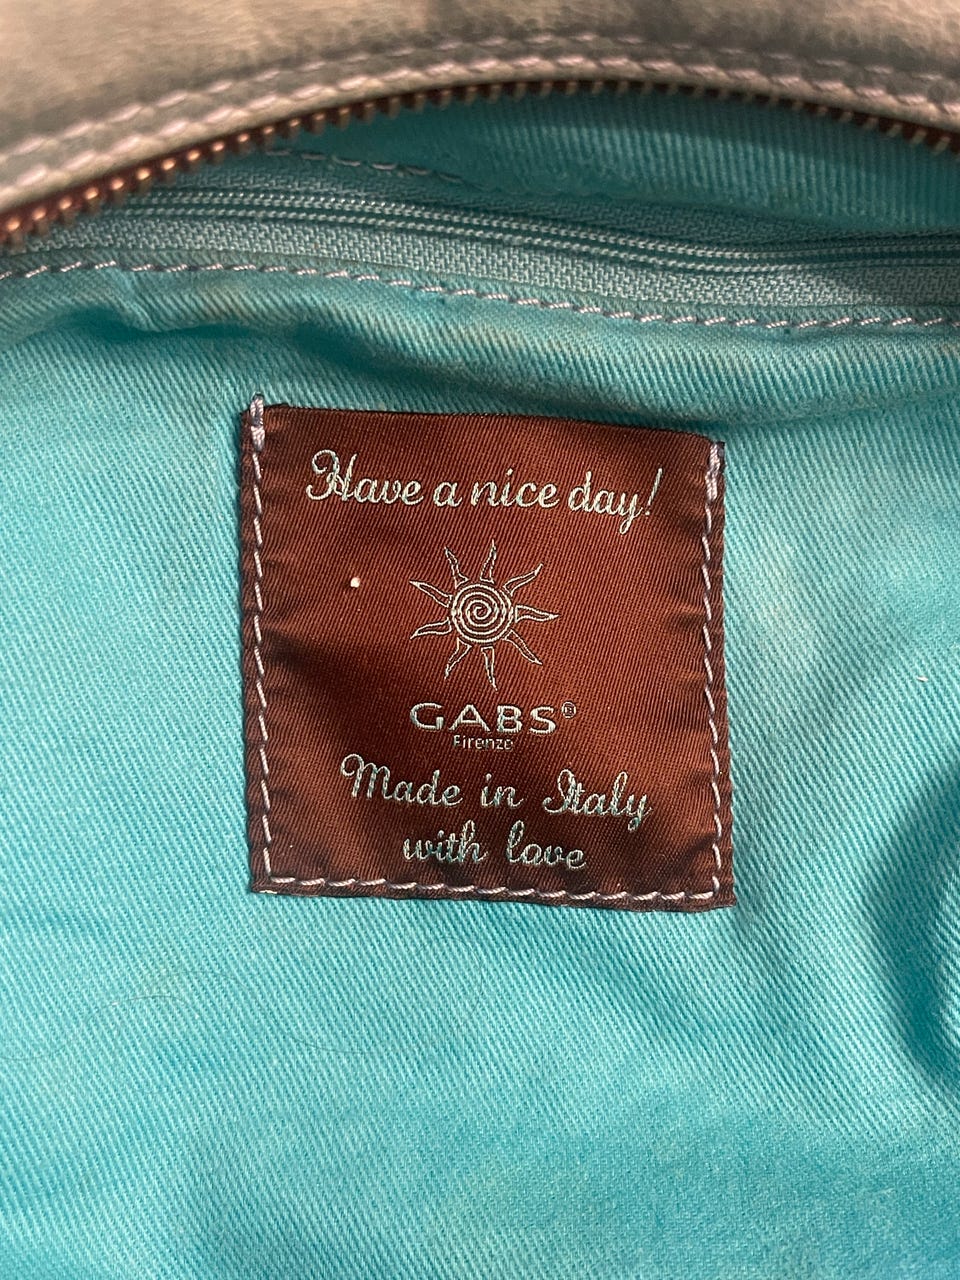 Have a nice day!
GABS®
Firenze
Made in Italy
with love